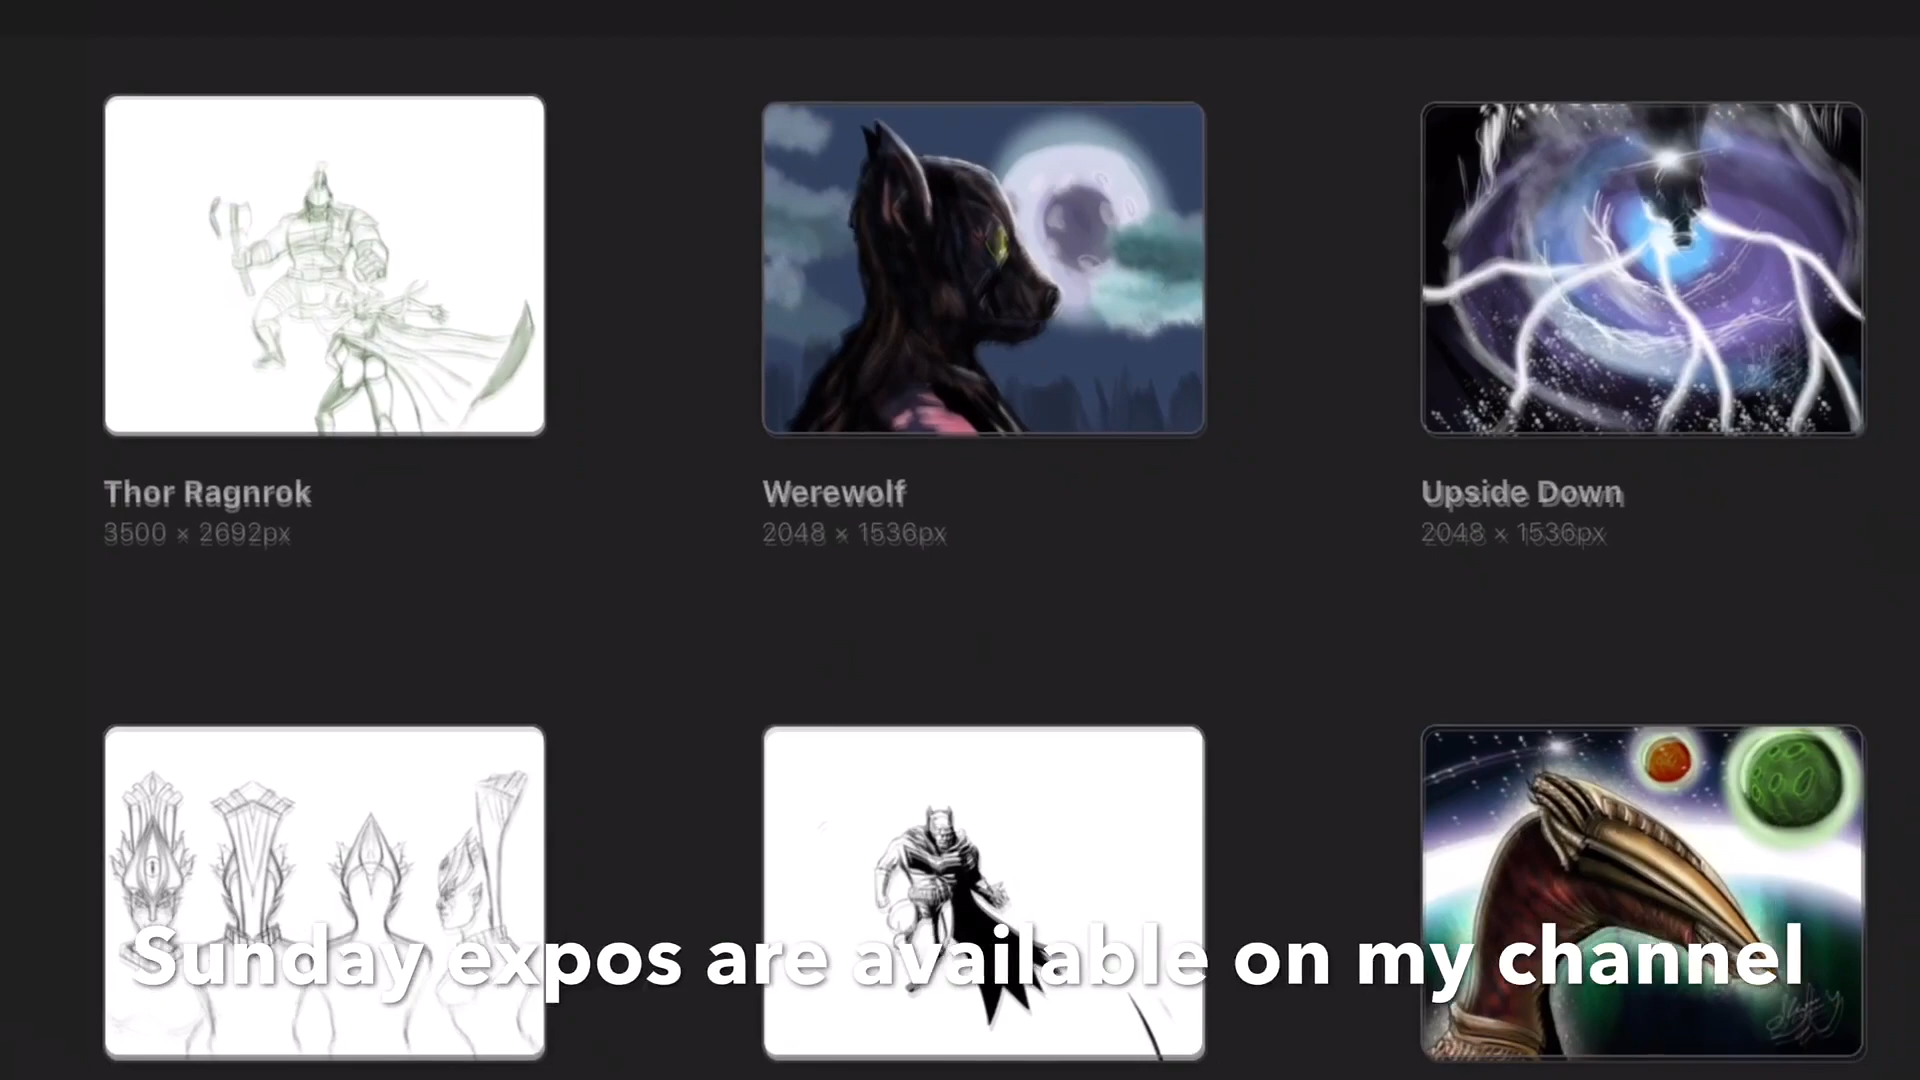 Thor Ragnrok
3500 × 2692px
Werewolf
2048 × 1536px
Upside Down
2048 × 1536px
Sunday expos are available on my channel